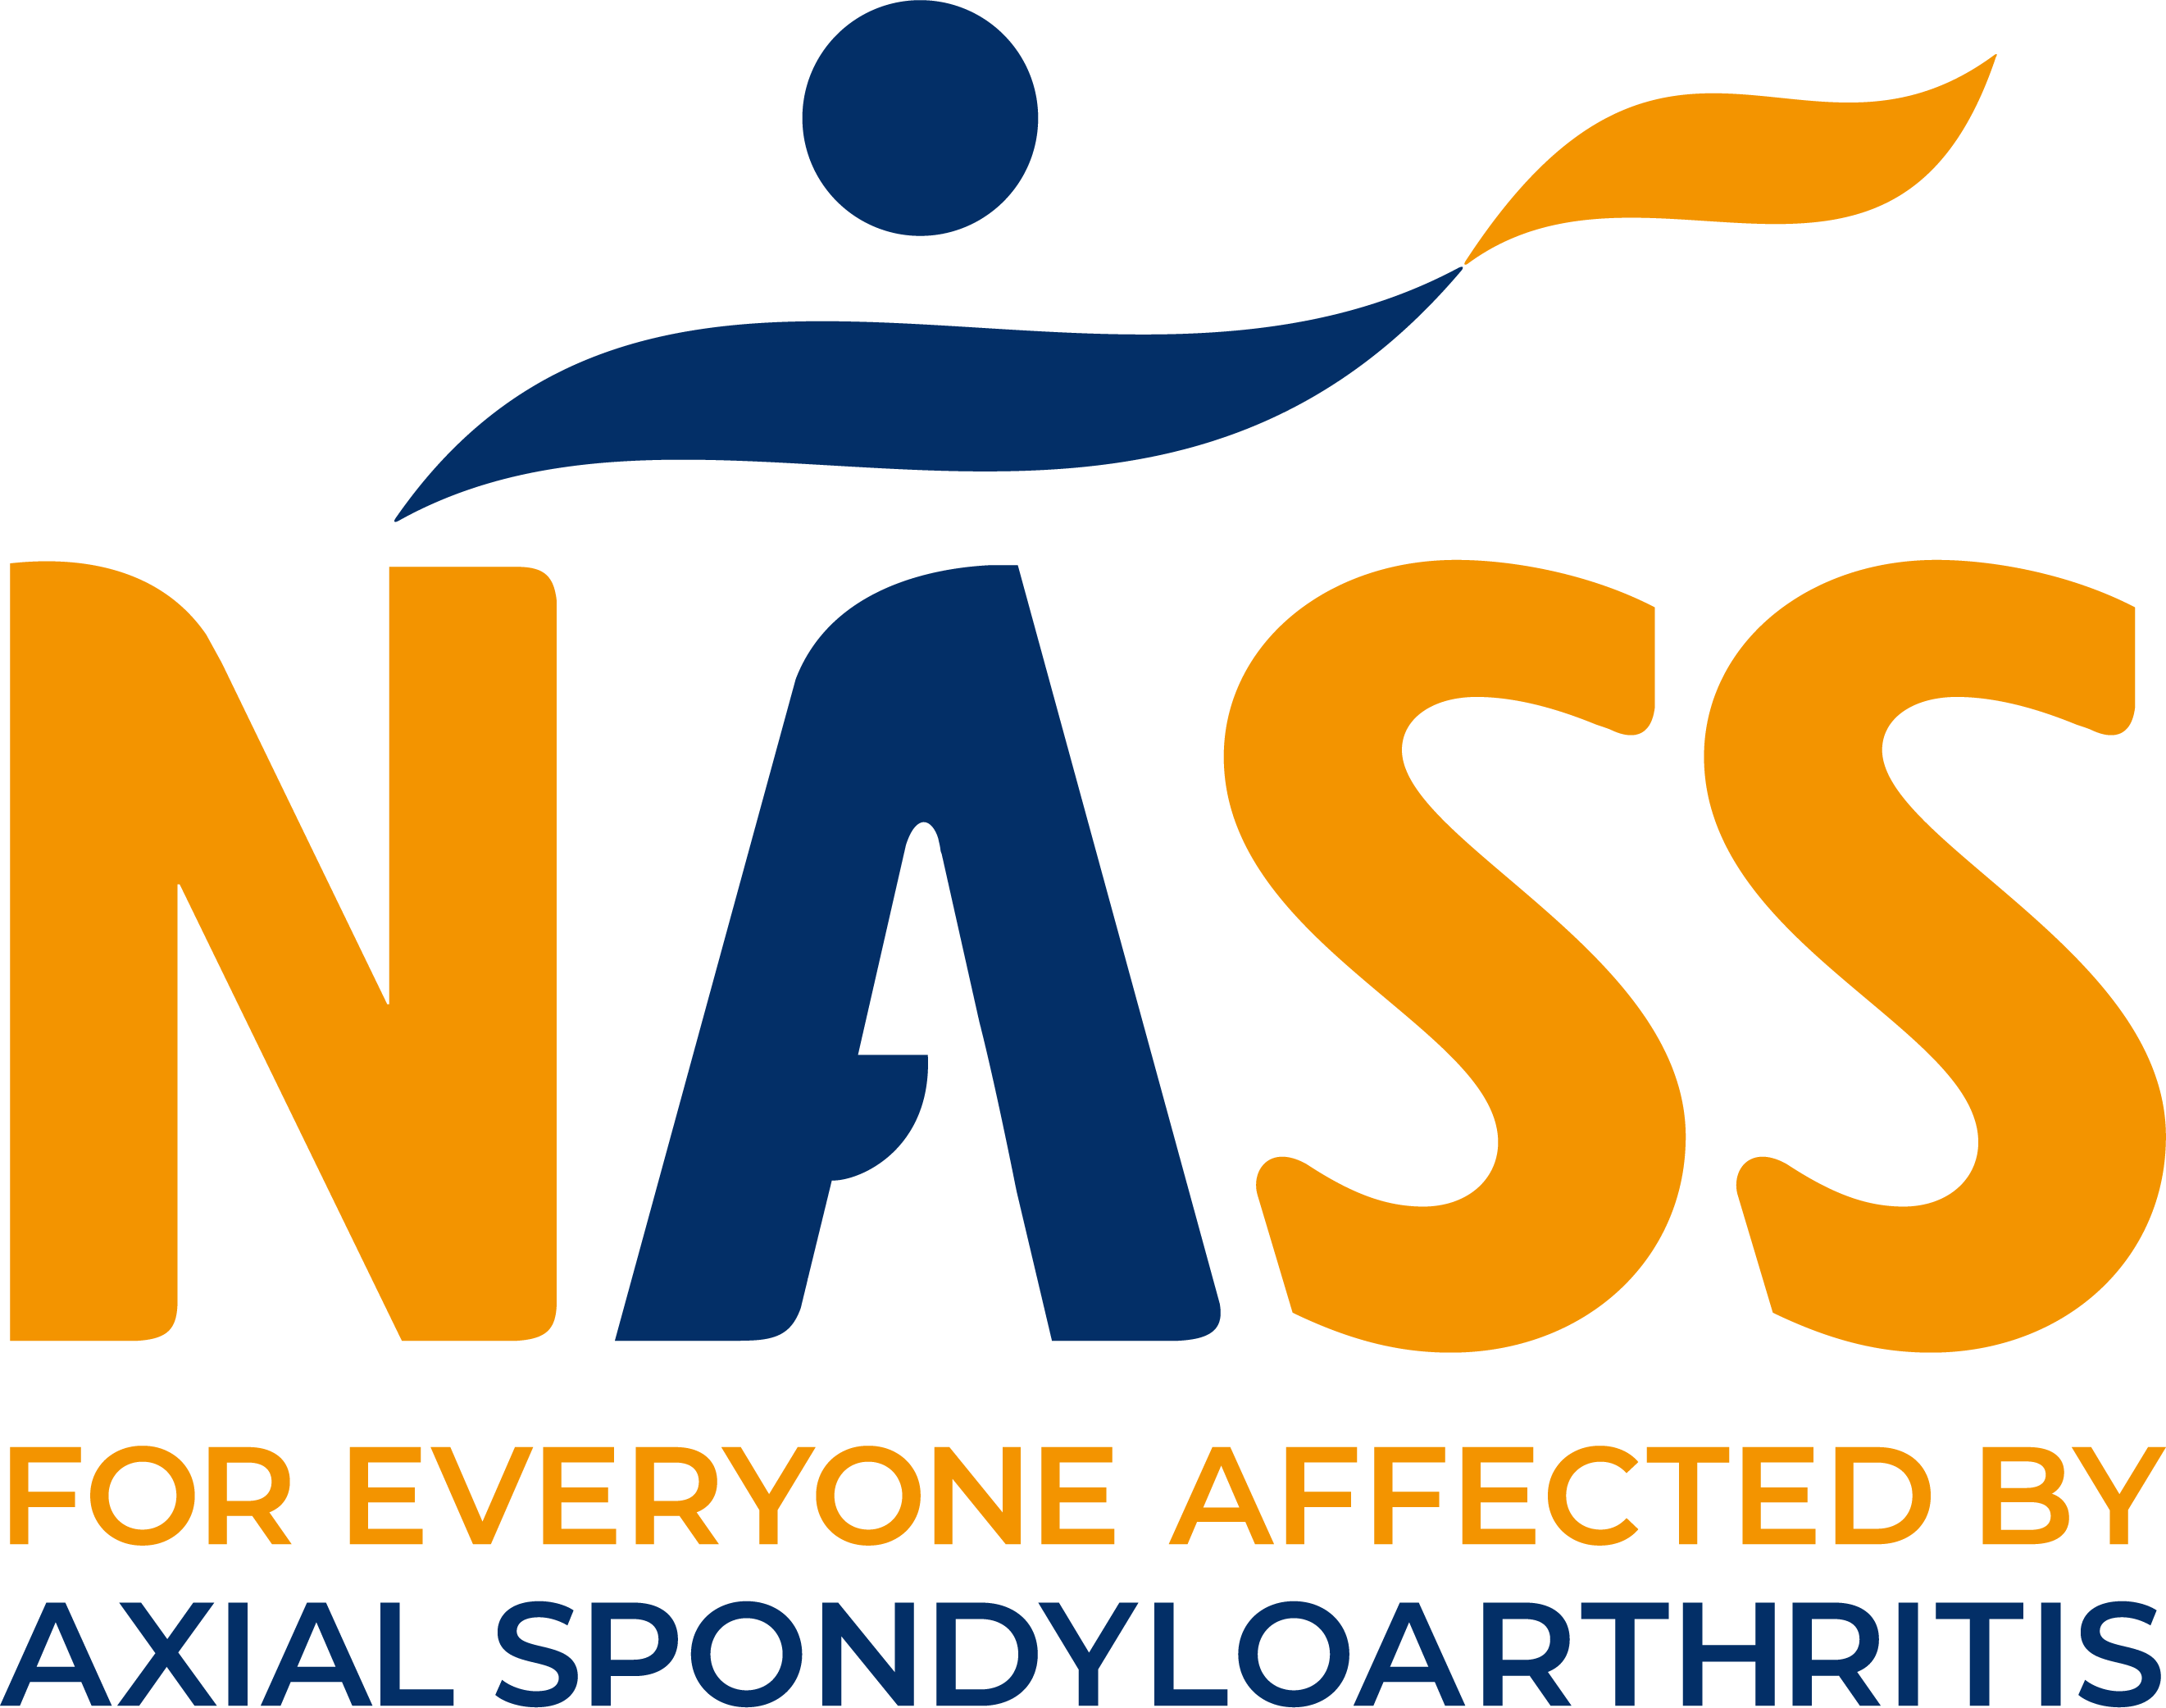 NASS
FOR EVERYONE AFFECTED BY
AXIAL SPONDYLOARTHRITIS